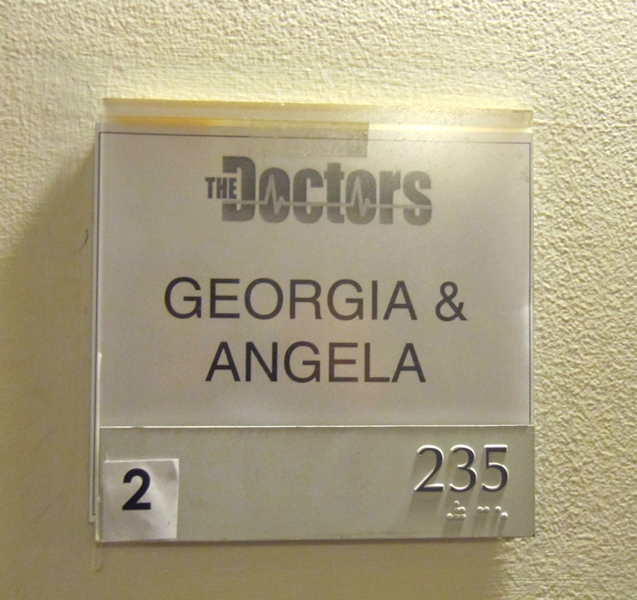 THE Doctors
GEORGIA &
ANGELA
235
2